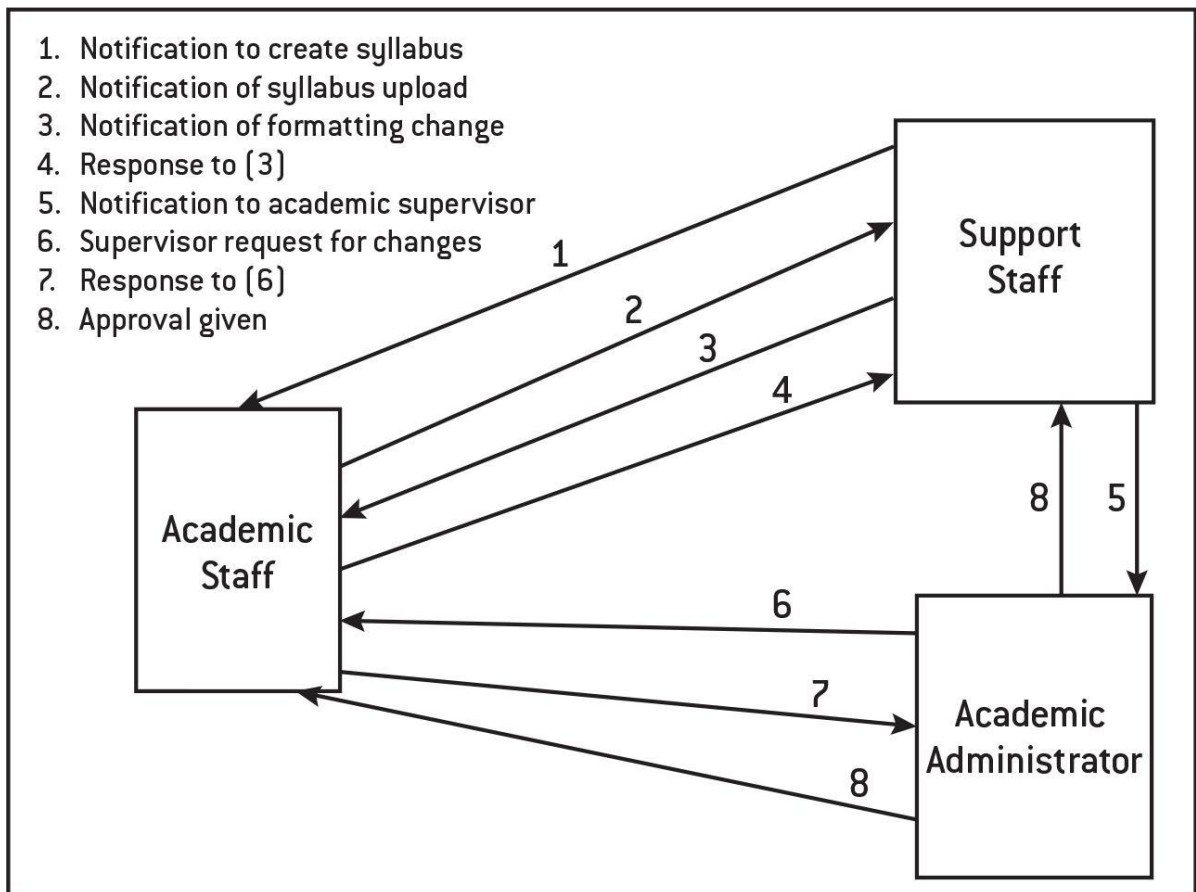 1. Notification to create syllabus
2. Notification of syllabus upload
3. Notification of formatting change
4. Response to (3)
5. Notification to academic supervisor
6. Supervisor request for changes
7. Response to (6)
8. Approval given
Support
Staff
1
2
3
4
Academic
Staff
8
5
6
7
8
Academic
Administrator